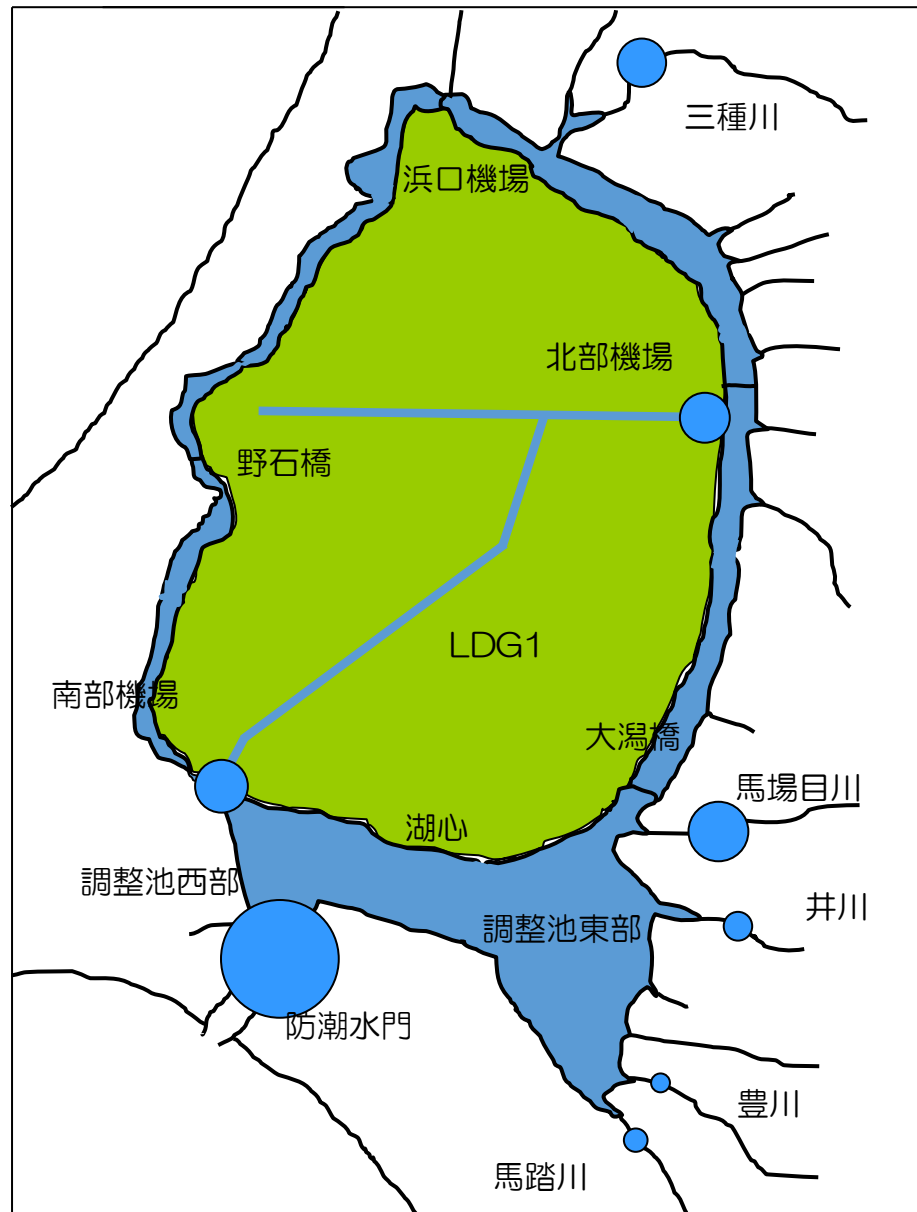 三種川
浜口機場
北部機場
野石橋
LDG1
南部機場
大潟橋
馬場目川
湖心
調整池西部
井川
調整池東部
防潮水門
豊川
馬踏川